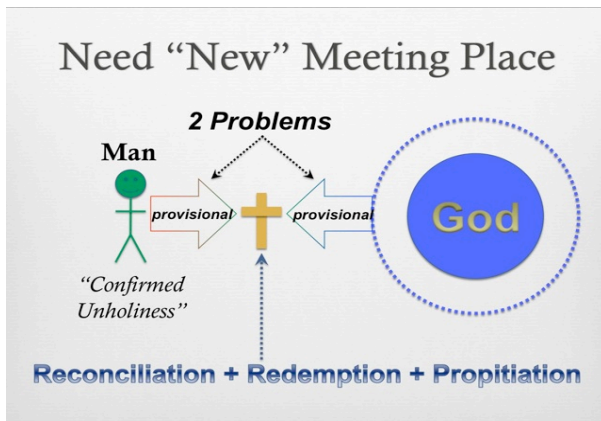 Need “New” Meeting Place
2 Problems
Man
provisional
provisional
God
“Confirmed
Unholiness”
Reconciliation + Redemption + Propitiation